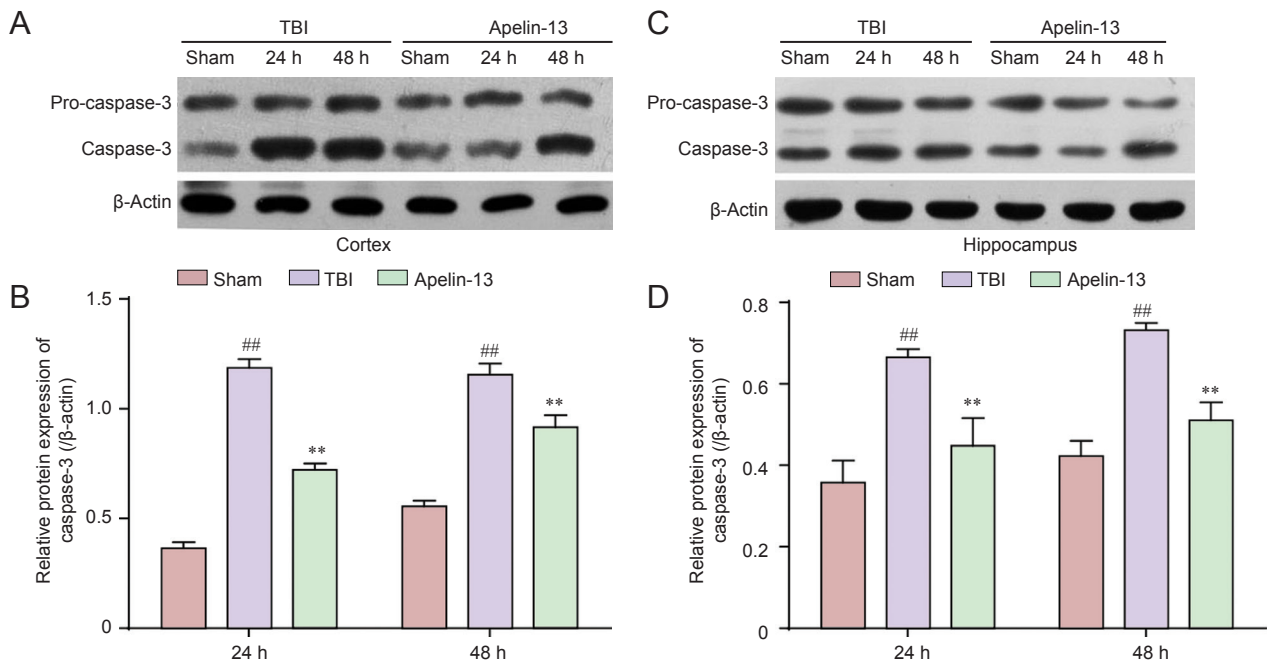 A
TBI Apelin-13
Sham 24 h 48 h Sham 24 h 48 h
Pro-caspase-3
Caspase-3
β-Actin
Cortex
C
TBI Apelin-13
Sham 24 h 48 h Sham 24 h 48 h
Pro-caspase-3
Caspase-3
β-Actin
Hippocampus
B
Sham TBI Apelin-13
Relative protein expression of
caspase-3 (/β-actin)
1.5
1.0
0.5
0
##
**
##
**
24 h 48 h
D
Sham TBI Apelin-13
Relative protein expression of
caspase-3 (/β-actin)
0.8
0.6
0.4
0.2
0
##
**
##
**
24 h 48 h